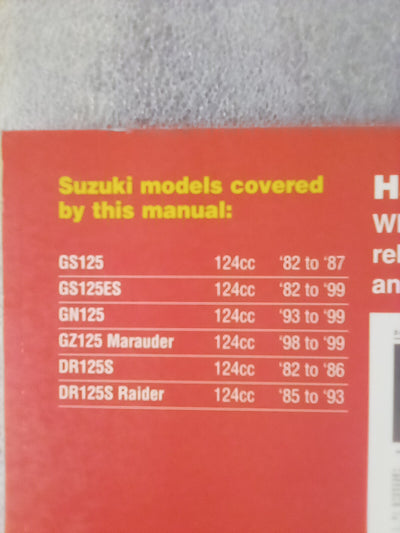 Suzuki models covered
by this manual:
GS125 124cc '82 to '87
GS125ES 124cc '82 to '99
GN125 124cc '93 to '99
GZ125 Marauder 124cc '98 to '99
DR125S 124cc '82 to '86
DR125S Raider 124cc '85 to '93